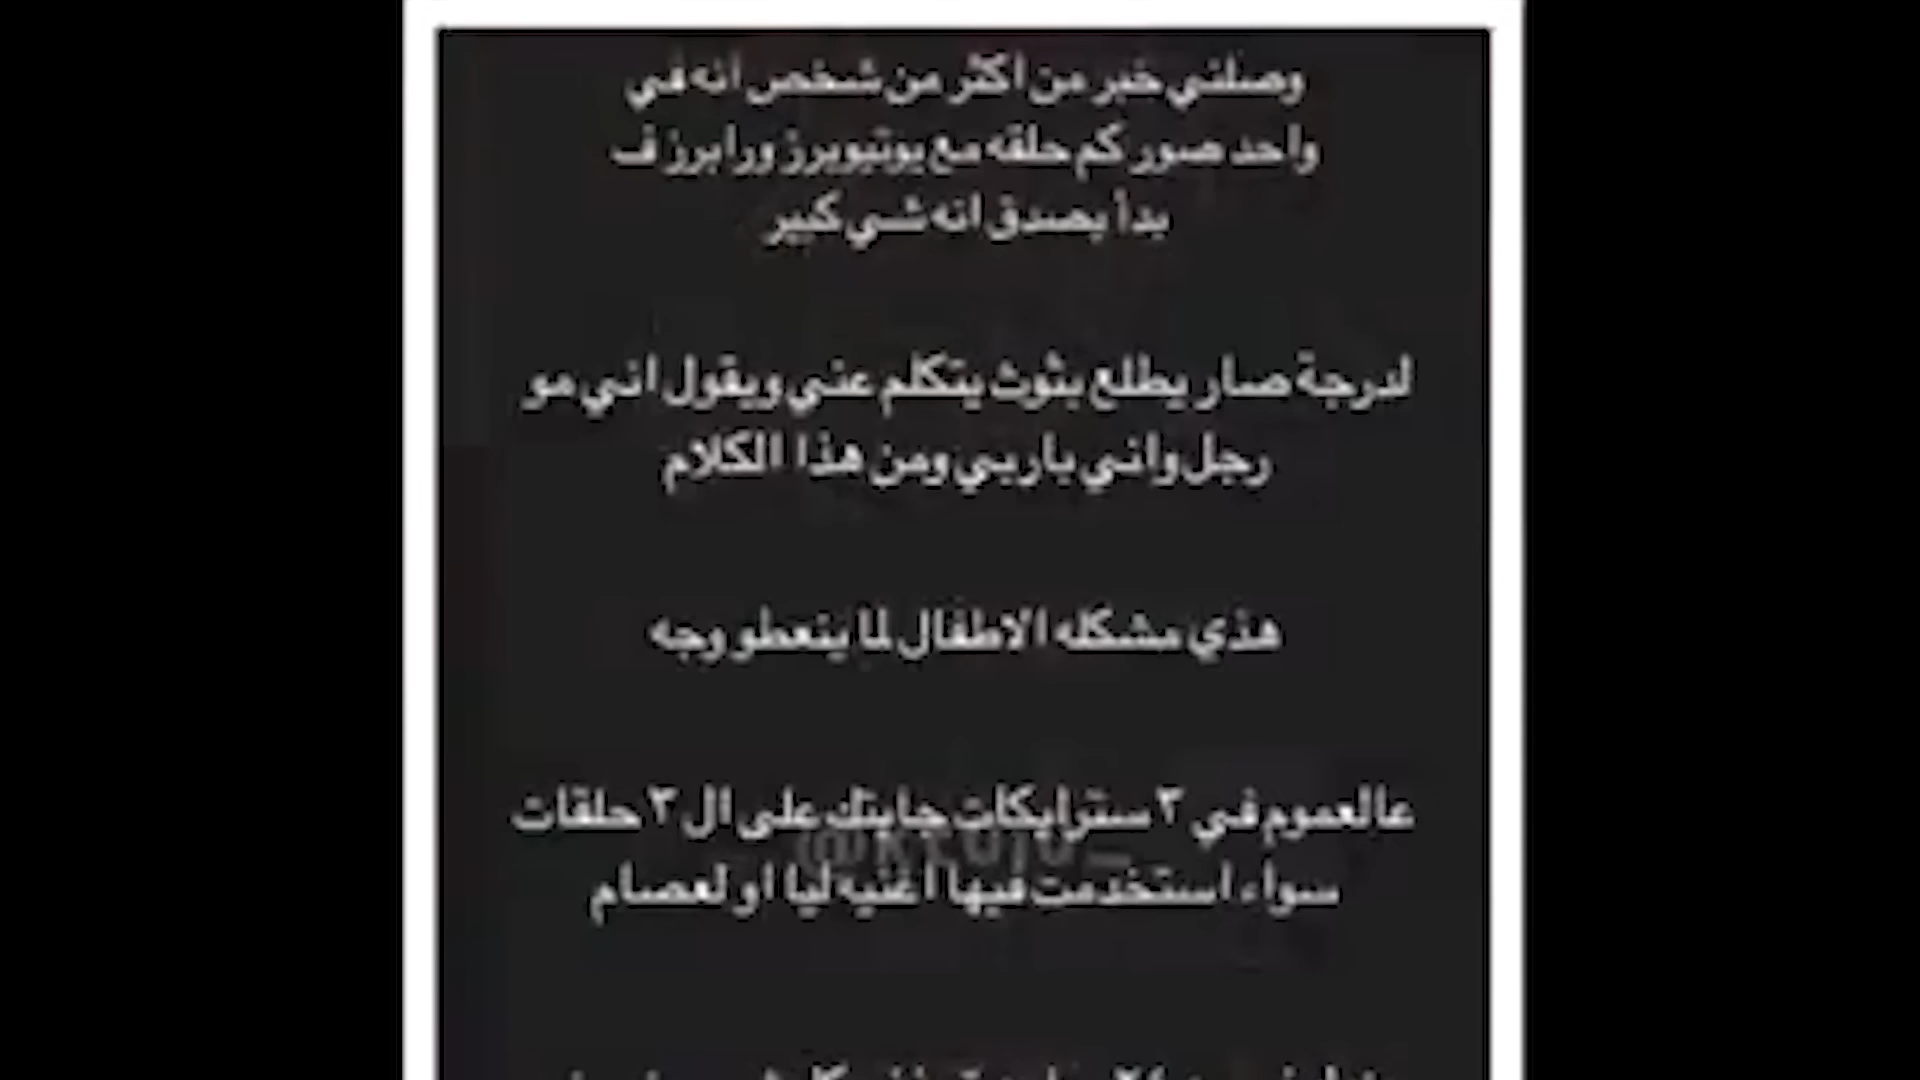 وصلني خبر من اكثر من شخص انه في
واحد صور كم حلقه مع يوتيوبرز ورابرز ف
بدأ يصدق انه شي كبير
لدرجة صار يطلع بثوث يتكلم عني ويقول اني مو
رجل واني باربي ومن هذا الكلام
هذي مشكله الاطفال لما ينعطو وجه
عالعموم في ٣ سترايكات جايتك على ال ٣ حلقات
سواء استخدمت فيها اغنيه ليا او لعصام